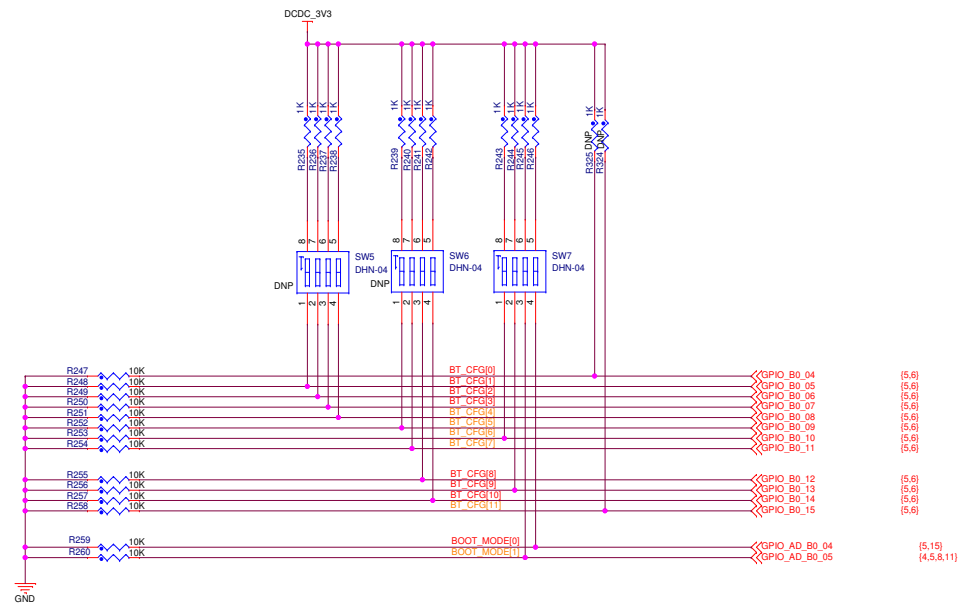 DCDC_3V3
1K 1K 1K 1K 1K 1K 1K 1K 1K 1K 1K 1K 1K 1K
DNP DNP
R235 R236 R237 R238 R239 R240 R241 R242 R243 R244 R245 R246 R325 R324
8 7 6 5 8 7 6 5 8 7 6 5
SW5 SW6 SW7
DHN-04 DHN-04 DHN-04
DNP DNP
1 2 3 4 1 2 3 4 1 2 3 4
R247 10K BT_CFG[0] GPIO_B0_04 {5,6}
R248 10K BT_CFG[1] GPIO_B0_05 {5,6}
R249 10K BT_CFG[2] GPIO_B0_06 {5,6}
R250 10K BT_CFG[3] GPIO_B0_07 {5,6}
R251 10K BT_CFG[4] GPIO_B0_08 {5,6}
R252 10K BT_CFG[5] GPIO_B0_09 {5,6}
R253 10K BT_CFG[6] GPIO_B0_10 {5,6}
R254 10K BT_CFG[7] GPIO_B0_11 {5,6}
R255 10K BT_CFG[8] GPIO_B0_12 {5,6}
R256 10K BT_CFG[9] GPIO_B0_13 {5,6}
R257 10K BT_CFG[10] GPIO_B0_14 {5,6}
R258 10K BT_CFG[11] GPIO_B0_15 {5,6}
R259 10K BOOT_MODE[0] GPIO_AD_B0_04 {5,15}
R260 10K BOOT_MODE[1] GPIO_AD_B0_05 {4,5,8,11}
GND